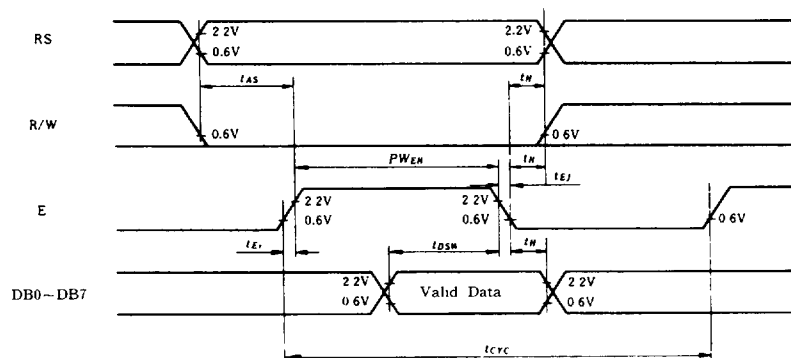 RS
2 2V
0.6V
2.2V
0.6V
tAS
tH
R/W
0.6V
0 6V
PWEH
tH
tEf
E
2 2V
0.6V
2 2V
0.6V
0 6V
tEr
tDSW
tH
DB0~DB7
2 2V
0 6V
Valid Data
2 2V
0.6V
tCYC